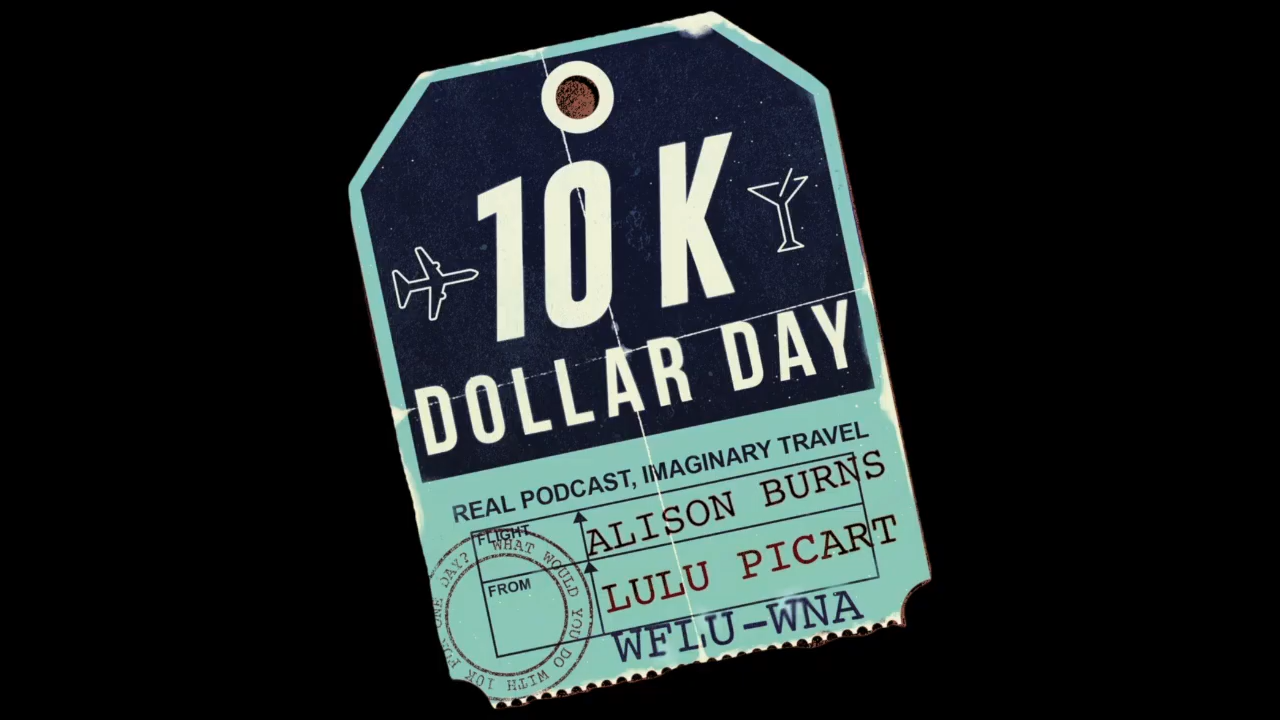 10 K
DOLLAR DAY
REAL PODCAST, IMAGINARY TRAVEL
FLIGHT
ALISON BURNS
FROM
LULU PICART
WFLU-WNA
WHAT WOULD YOU DO WITH 10K FOR ONE DAY?